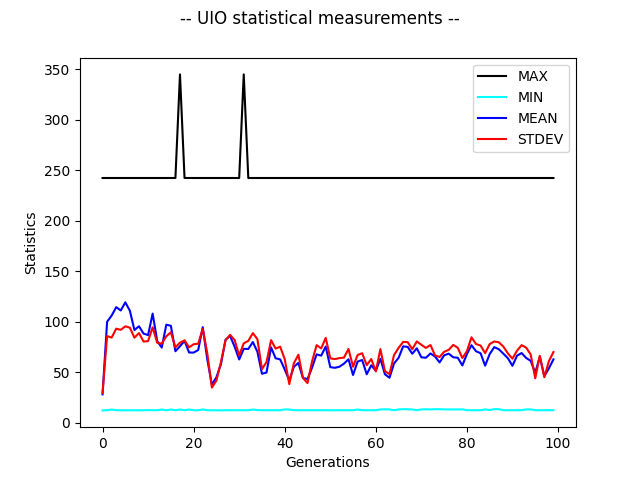 -- UIO statistical measurements --
350
300
250
200
150
100
50
0
Statistics
MAX
MIN
MEAN
STDEV
0 20 40 60 80 100
Generations